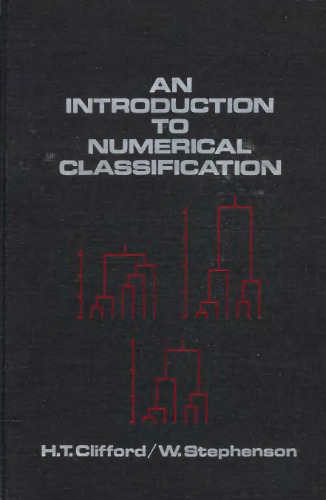 AN
INTRODUCTION
TO
NUMERICAL
CLASSIFICATION
H.T. Clifford/W. Stephenson